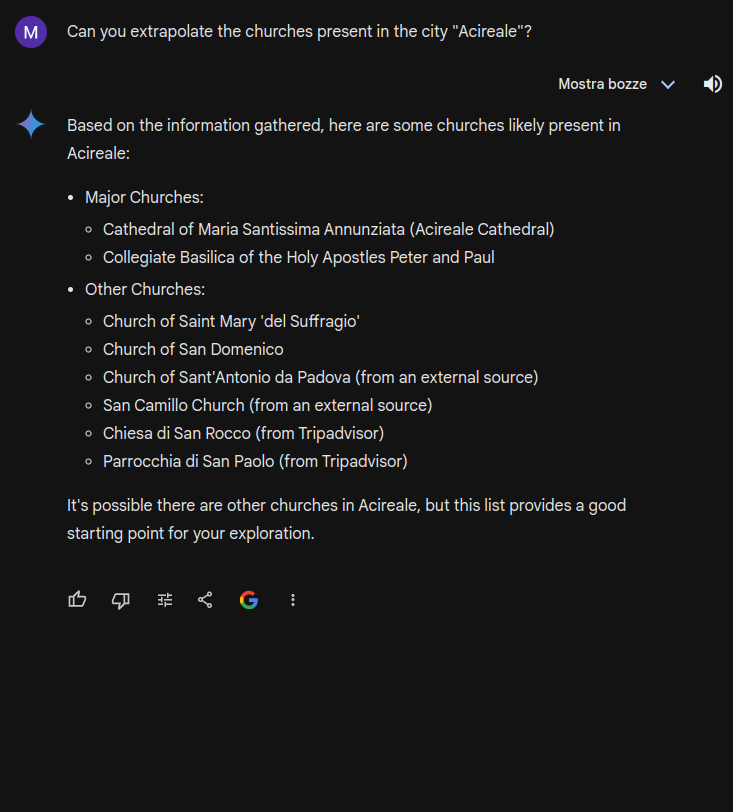 M
Can you extrapolate the churches present in the city "Acireale"?
Mostra bozze
Based on the information gathered, here are some churches likely present in
Acireale:
• Major Churches:
◦ Cathedral of Maria Santissima Annunziata (Acireale Cathedral)
◦ Collegiate Basilica of the Holy Apostles Peter and Paul
• Other Churches:
◦ Church of Saint Mary 'del Suffragio'
◦ Church of San Domenico
◦ Church of Sant'Antonio da Padova (from an external source)
◦ San Camillo Church (from an external source)
◦ Chiesa di San Rocco (from Tripadvisor)
◦ Parrocchia di San Paolo (from Tripadvisor)
It's possible there are other churches in Acireale, but this list provides a good
starting point for your exploration.
G